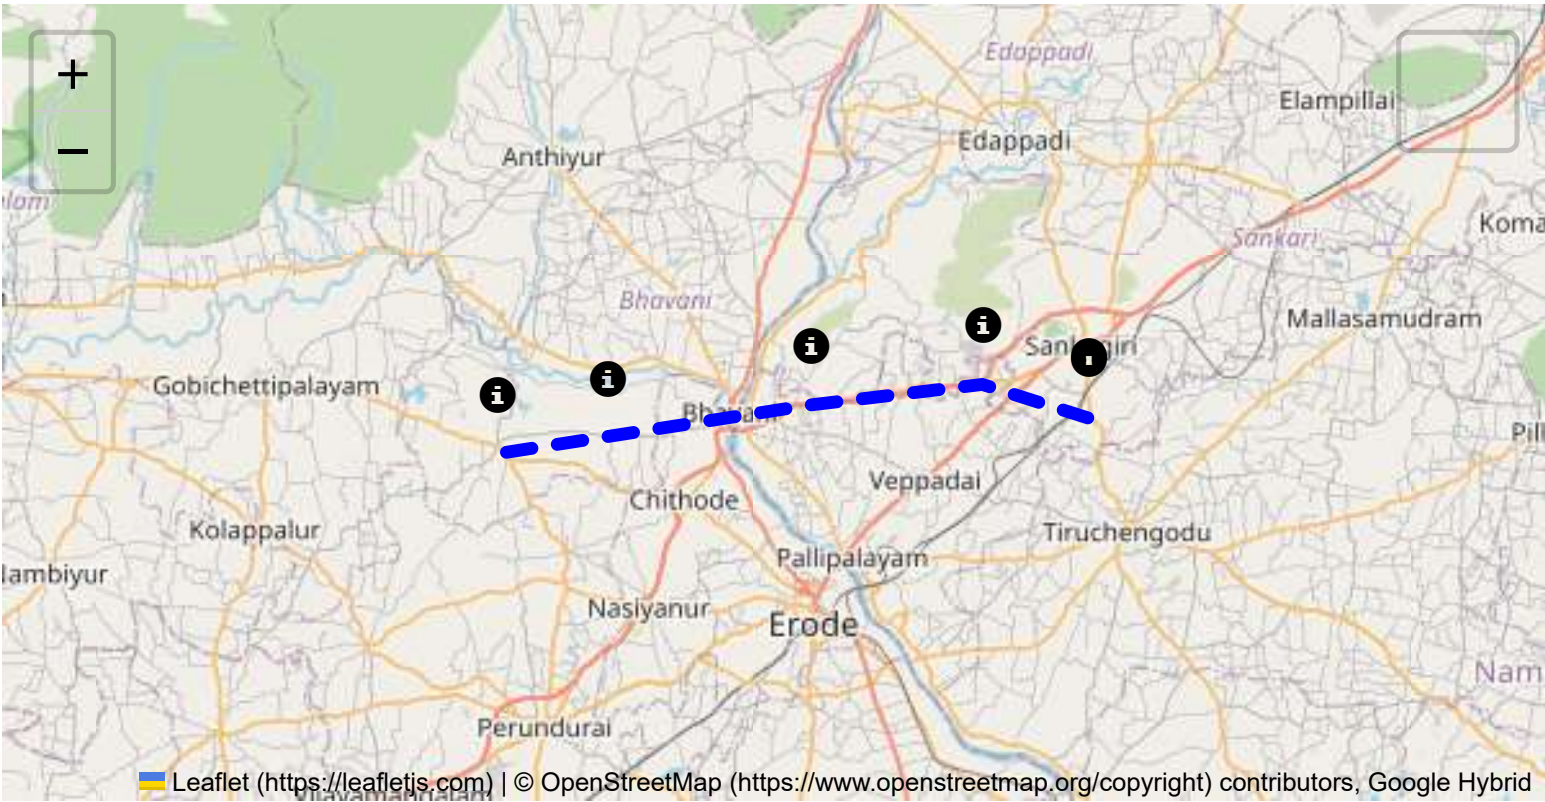 +
−
Edappadi
Elampillai
Edappadi
Anthiyur
Sankari
Bhavani
Mallasamudram
Gobichettipalayam
Veppadai
Chithode
Kolappalur
Tiruchengodu
Pallipalayam
Nasiyanur
Erode
Perundurai
Leaflet (https://leafletjs.com) | © OpenStreetMap (https://www.openstreetmap.org/copyright) contributors, Google Hybrid